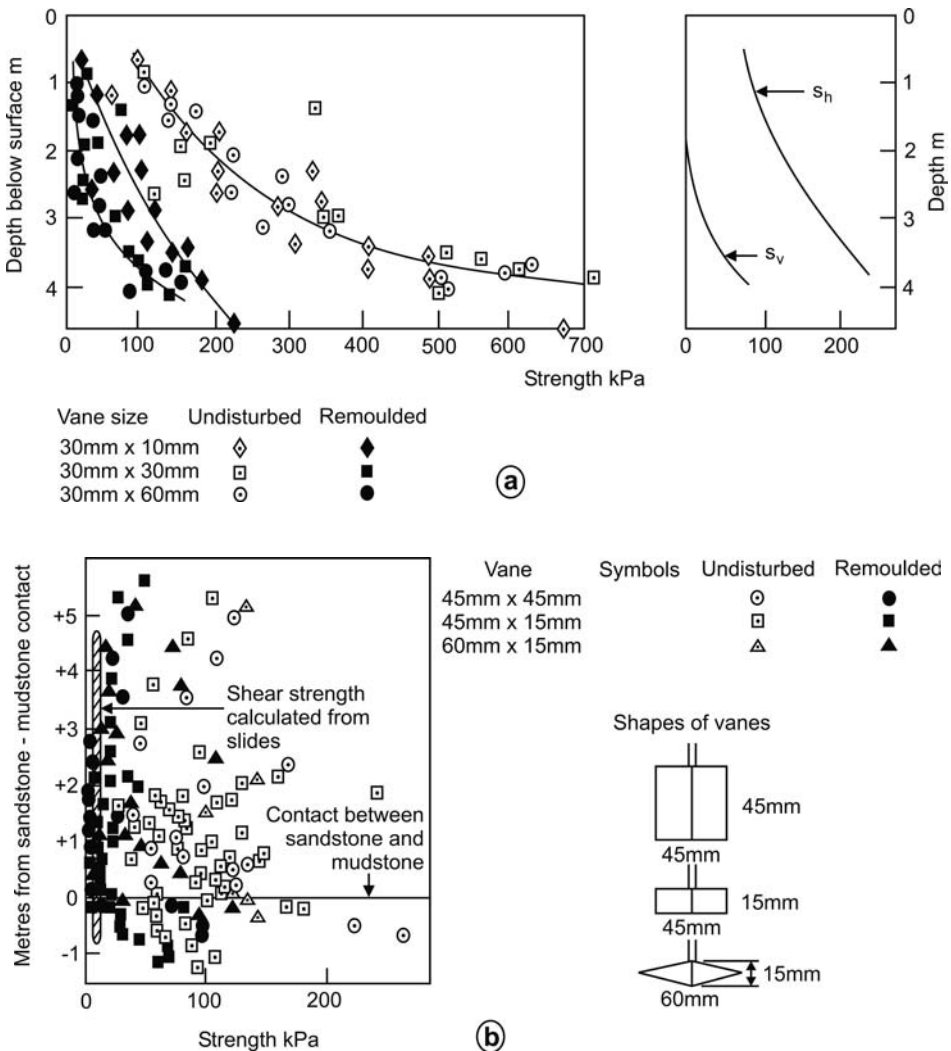 0
1
2
3
4
Depth below surface m
0
100
200
300
400
500
600
700
Strength kPa
0
1
2
3
4
Depth m
0
100
200
sh
sv
Vane size Undisturbed Remoulded
30mm x 10mm
30mm x 30mm
30mm x 60mm
a
+5
+4
+3
+2
+1
0
-1
Metres from sandstone - mudstone contact
Shear strength
calculated from
slides
Contact between
sandstone and
mudstone
0
100
200
Strength kPa
Vane Symbols Undisturbed Remoulded
45mm x 45mm
45mm x 15mm
60mm x 15mm
Shapes of vanes
45mm
45mm
15mm
45mm
15mm
60mm
b